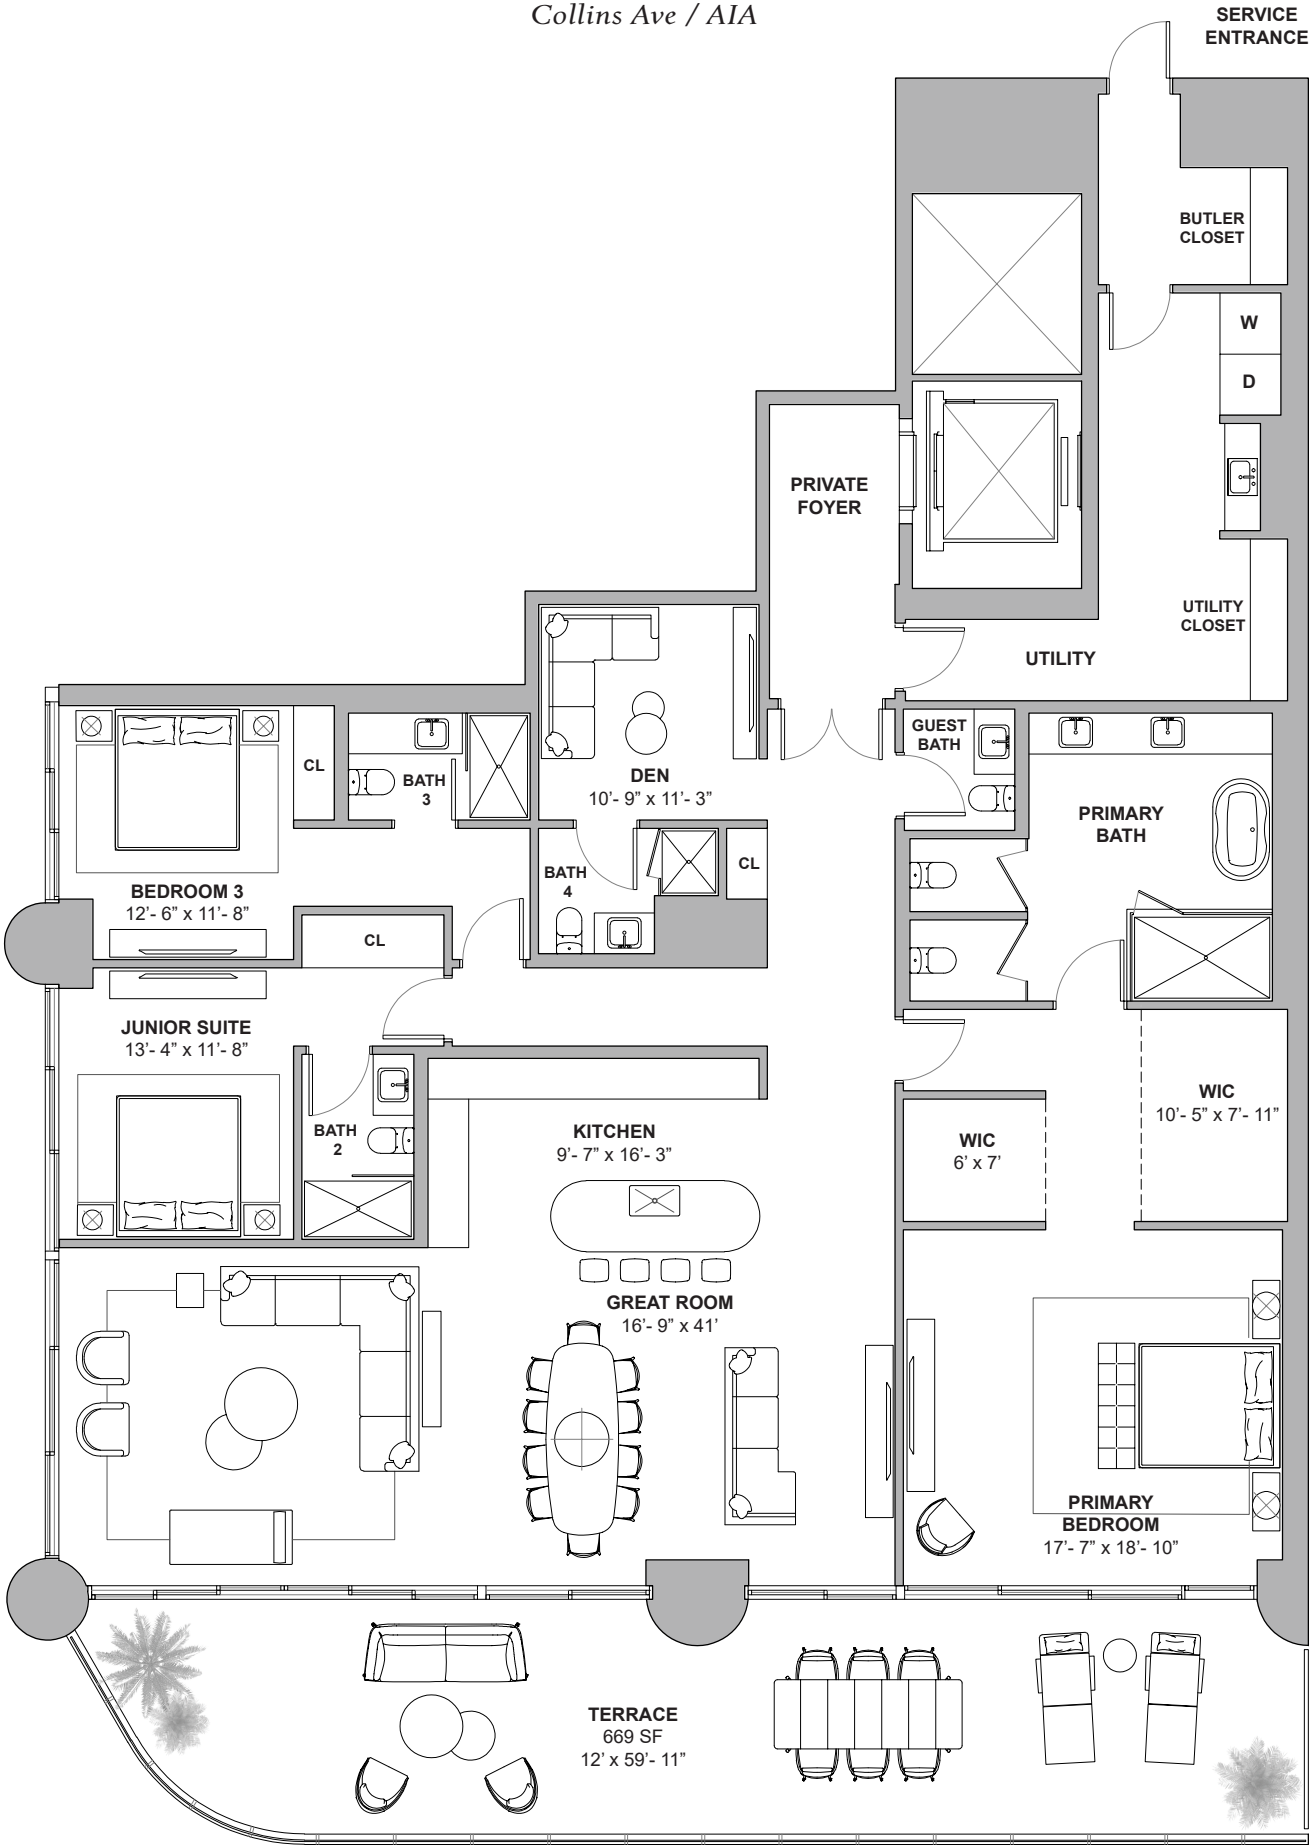 Collins Ave / AIA
SERVICE
ENTRANCE
BUTLER
CLOSET
W
D
PRIVATE
FOYER
UTILITY
CLOSET
UTILITY
GUEST
BATH
CL
BATH
3
DEN
10'- 9" x 11'- 3"
PRIMARY
BATH
BATH
4
CL
BEDROOM 3
12'- 6" x 11'- 8"
CL
JUNIOR SUITE
13'- 4" x 11'- 8"
WIC
10'- 5" x 7'- 11"
BATH
2
KITCHEN
9'- 7" x 16'- 3"
WIC
6' x 7'
GREAT ROOM
16'- 9" x 41'
PRIMARY
BEDROOM
17'- 7" x 18'- 10"
TERRACE
669 SF
12' x 59'- 11"